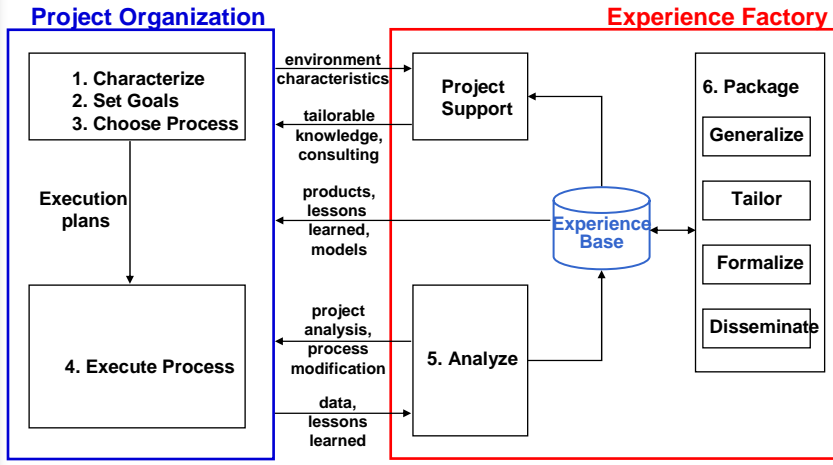 Project Organization
Experience Factory
1. Characterize
2. Set Goals
3. Choose Process
environment
characteristics
tailorable
knowledge,
consulting
Project
Support
6. Package
Generalize
Tailor
Formalize
Disseminate
Execution
plans
products,
lessons
learned,
models
Experience
Base
4. Execute Process
project
analysis,
process
modification
5. Analyze
data,
lessons
learned